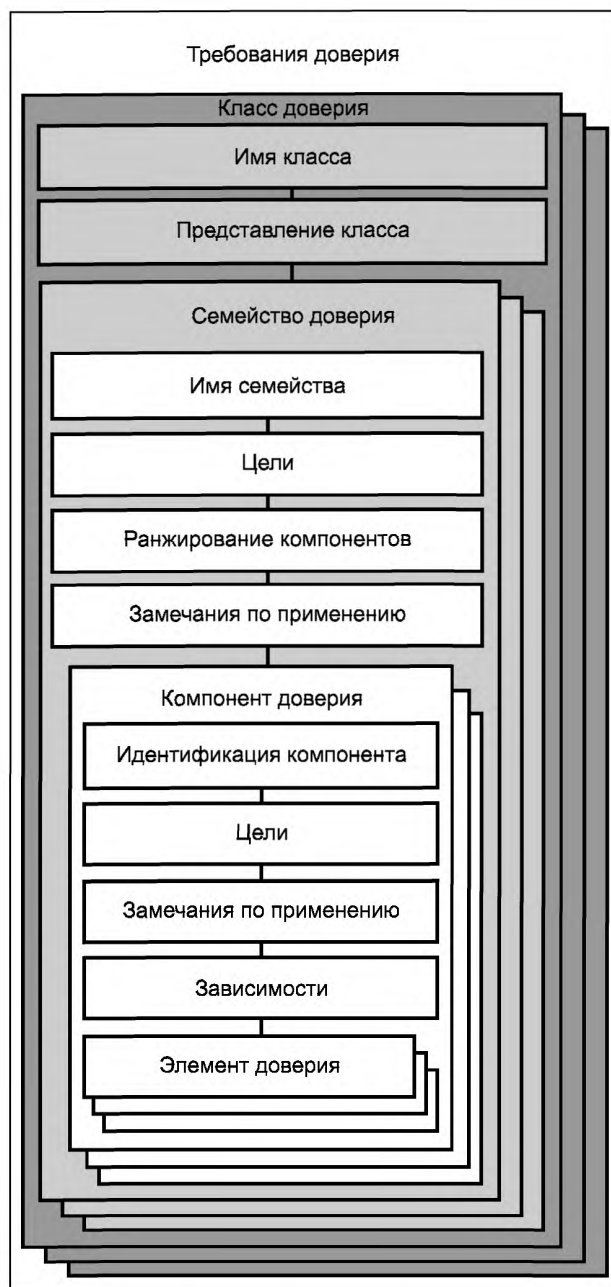 Требования доверия
Класс доверия
Имя класса
Представление класса
Семейство доверия
Имя семейства
Цели
Ранжирование компонентов
Замечания по применению
Компонент доверия
Идентификация компонента
Цели
Замечания по применению
Зависимости
Элемент доверия